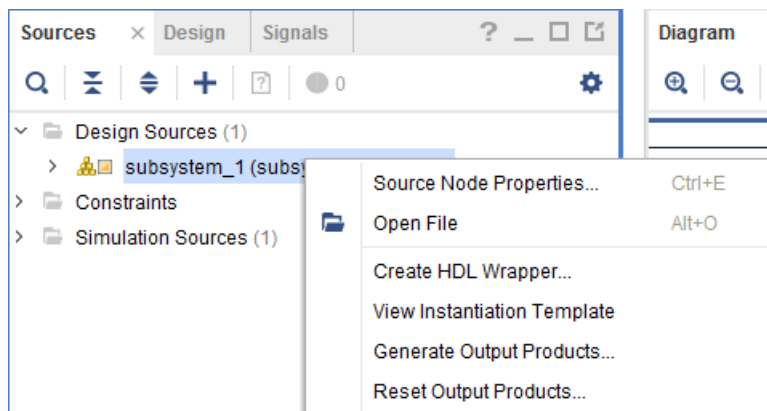 Sources × Design Signals ? Diagram
0
Design Sources (1)
subsystem_1 (subsy
Source Node Properties... Ctrl+E
Constraints
Open File Alt+O
Simulation Sources (1)
Create HDL Wrapper...
View Instantiation Template
Generate Output Products...
Reset Output Products...